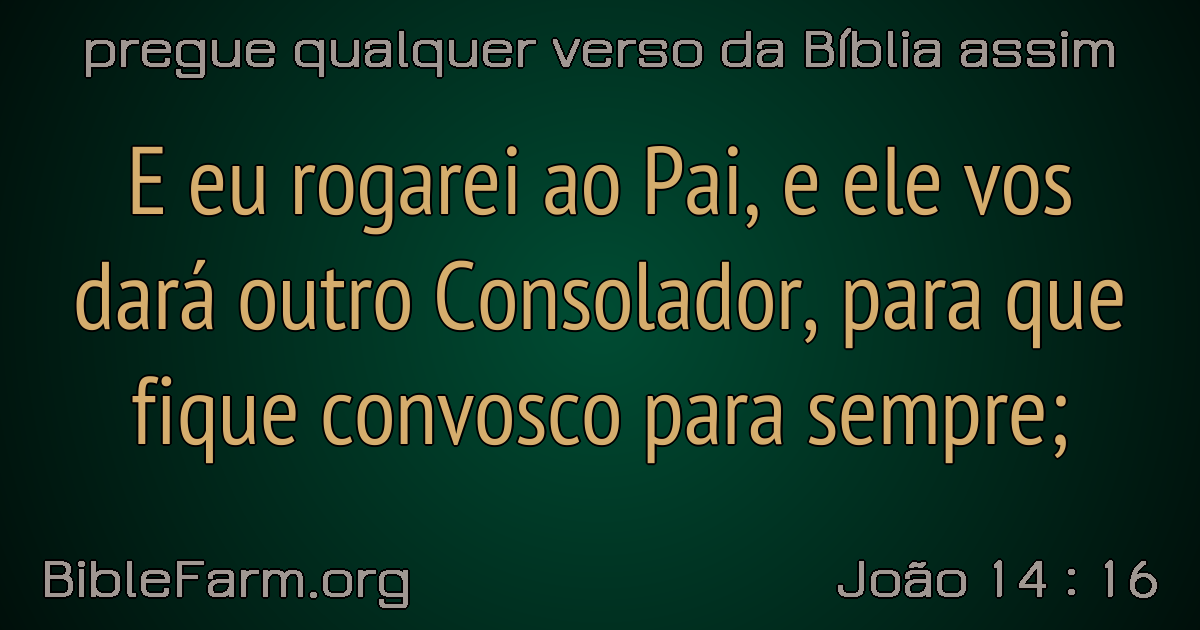 pregue qualquer verso da Bíblia assim
E eu rogarei ao Pai, e ele vos
dará outro Consolador, para que
fique convosco para sempre;
BibleFarm.org
João 14 : 16